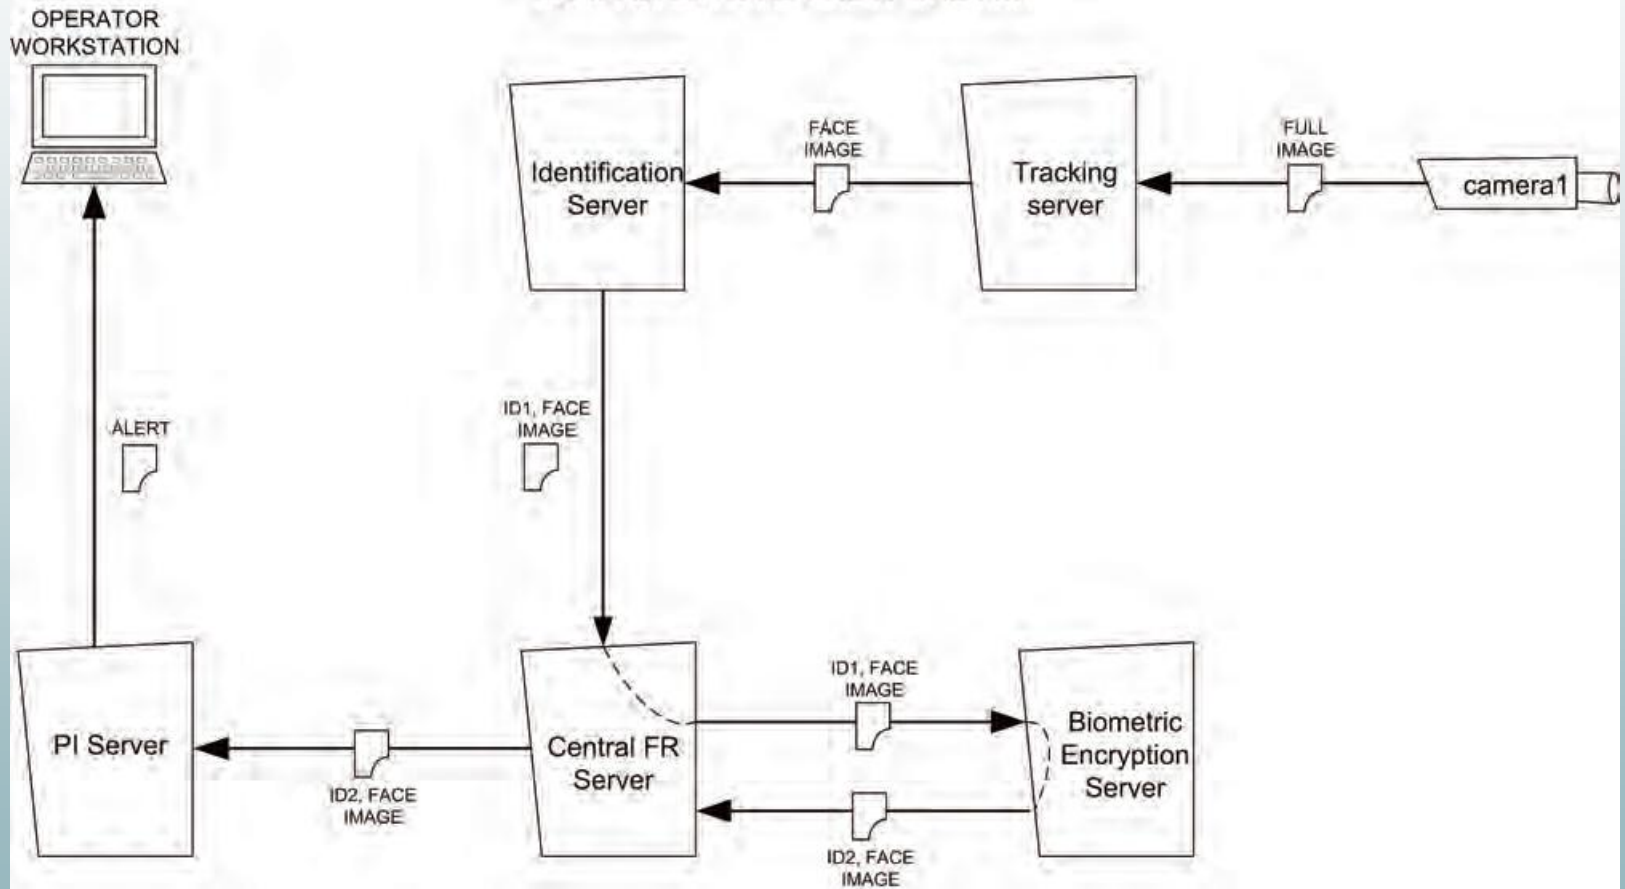 OPERATOR
WORKSTATION
FACE
IMAGE
FULL
IMAGE
Identification
Server
Tracking
server
camera1
ALERT
ID1, FACE
IMAGE
PI Server
ID2, FACE
IMAGE
Central FR
Server
ID1, FACE
IMAGE
ID2, FACE
IMAGE
Biometric
Encryption
Server